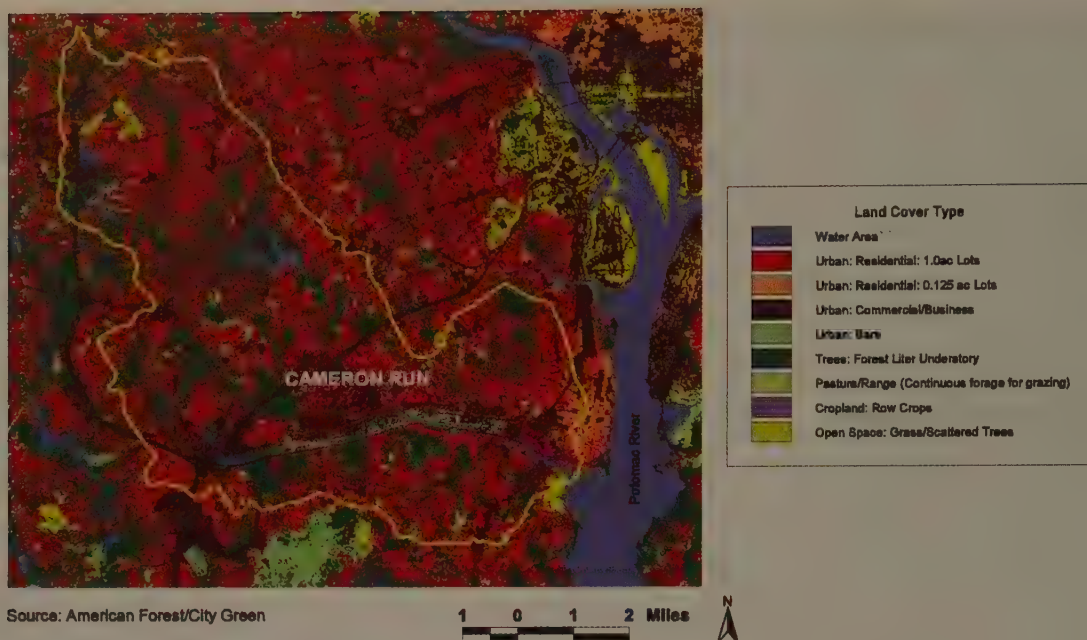 CAMERON RUN
Potomac River
Land Cover Type
Water Area
Urban: Residential: 1.0ac Lots
Urban: Residential: 0.125 ac Lots
Urban: Commercial/Business
Urban: Bare
Trees: Forest Liter Understory
Pasture/Range (Continuous forage for grazing)
Cropland: Row Crops
Open Space: Grass/Scattered Trees
Source: American Forest/City Green
1 0 1 2 Miles
N